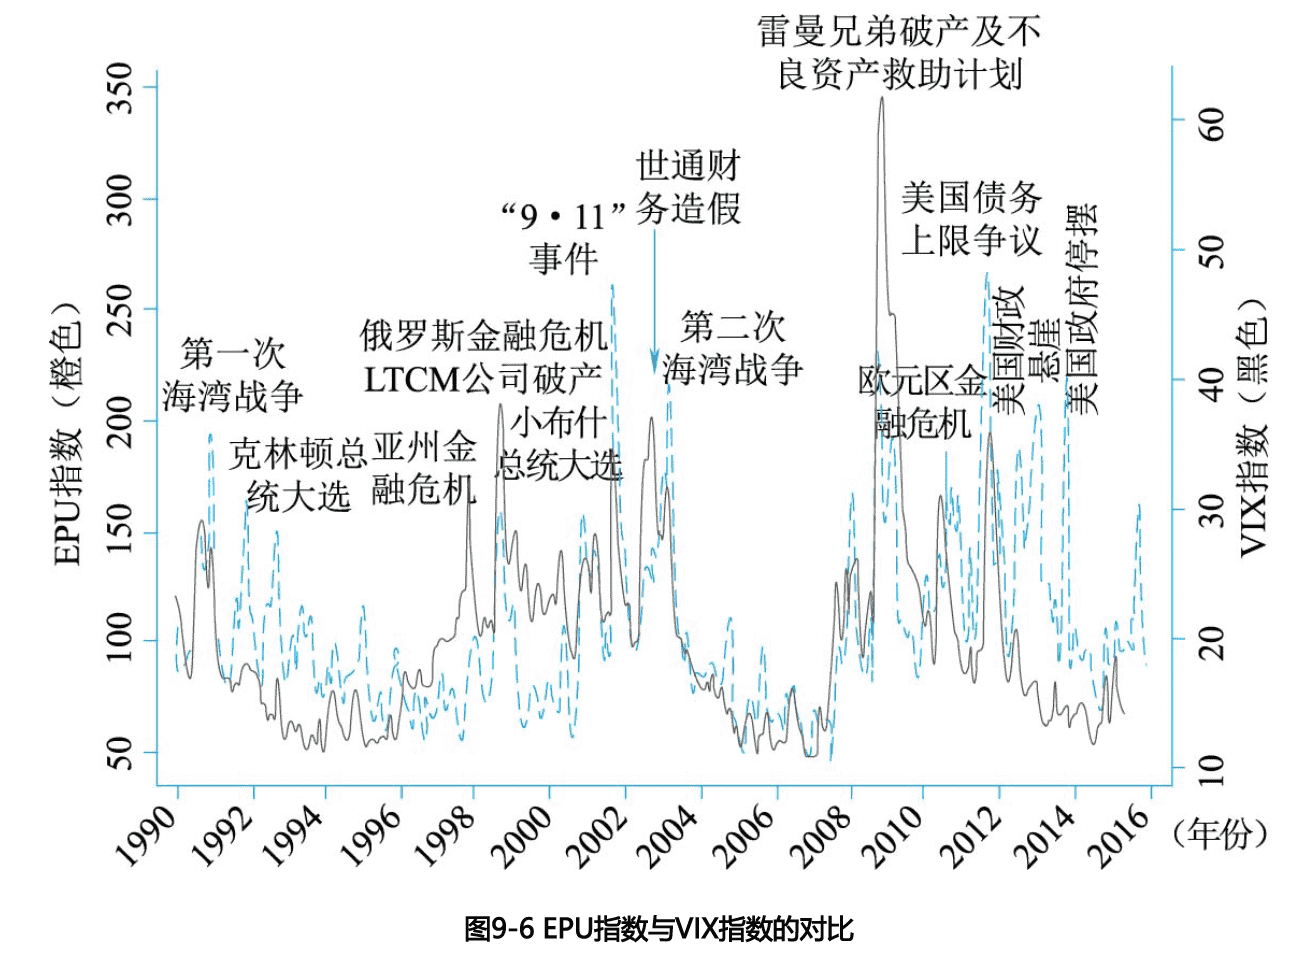 雷曼兄弟破产及不
良资产救助计划
世通财
务造假
“9·11”
事件
美国债务
上限争议
第一次
海湾战争
俄罗斯金融危机
LTCM公司破产
第二次
海湾战争
小布什
总统大选
克林顿总
统大选
亚州金
融危机
欧元区金
融危机
美国财政
悬崖
美国政府停摆
EPU指数（橙色）
350
300
250
200
150
100
50
VIX指数（黑色）
60
50
40
30
20
10
1990
1992
1994
1996
1998
2000
2002
2004
2006
2008
2010
2012
2014
2016
（年份）
图9-6 EPU指数与VIX指数的对比